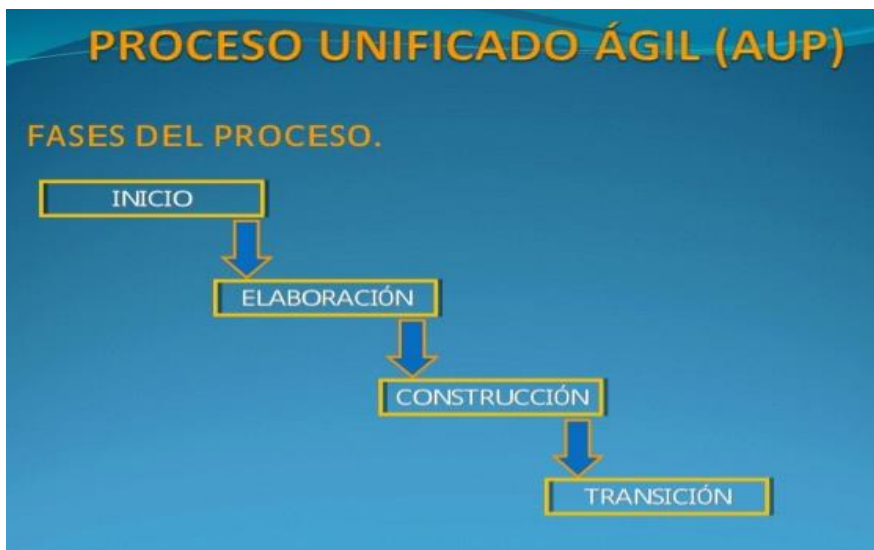 PROCESO UNIFICADO ÁGIL (AUP)
FASES DEL PROCESO.
INICIO
ELABORACIÓN
CONSTRUCCIÓN
TRANSICIÓN